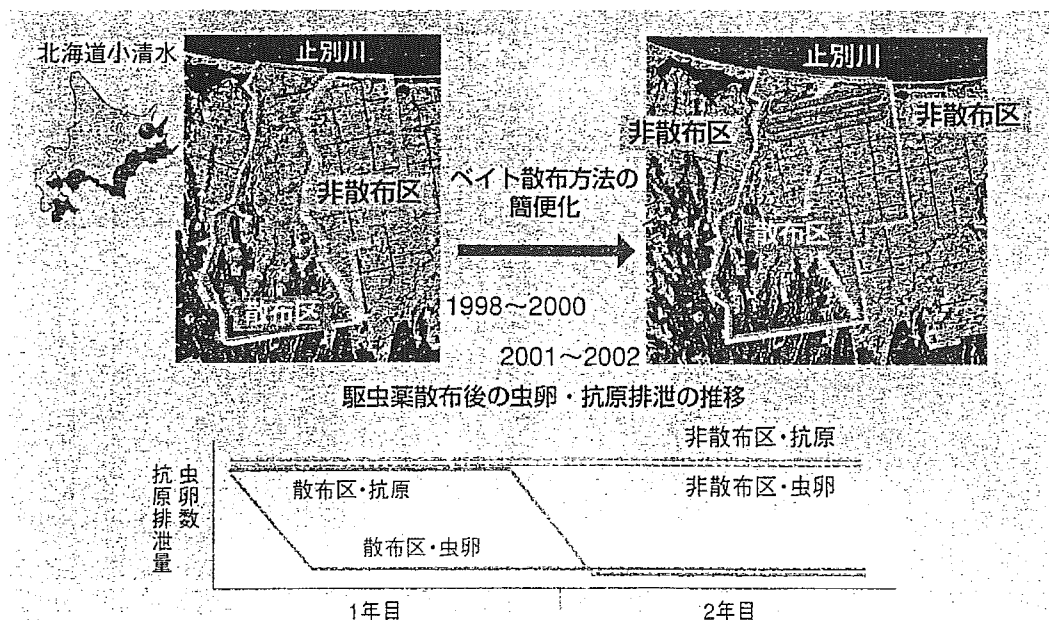 北海道小清水
止別川
非散布区
散布区
ベイト散布方法の
簡便化
1998～2000
2001～2002
止別川
非散布区
非散布区
散布区
駆虫薬散布後の虫卵・抗原排泄の推移
虫卵数
抗原排泄量
非散布区・抗原
散布区・抗原
非散布区・虫卵
散布区・虫卵
1年目
2年目